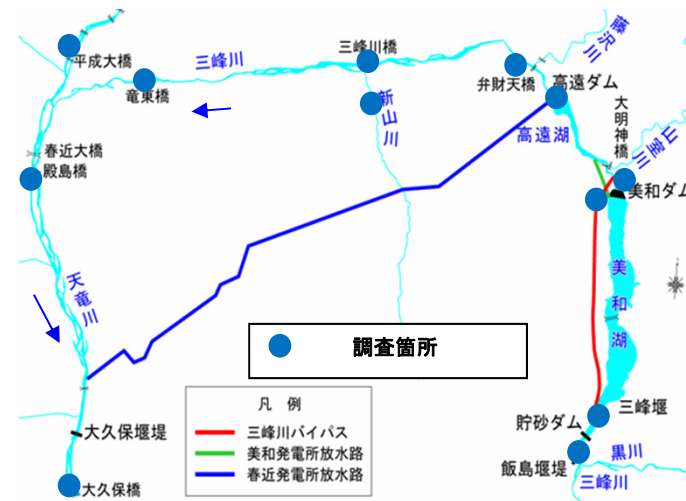 藤沢川
平成大橋
三峰川
三峰川橋
弁財天橋
高遠ダム
竜東橋
新山川
大明神橋
高遠湖
山室川
春近大橋
殿島橋
美和ダム
天竜川
美和湖
調査箇所
凡 例
三峰川バイパス
美和発電所放水路
春近発電所放水路
三峰堰
貯砂ダム
大久保堰堤
黒川
飯島堰堤
三峰川
大久保橋